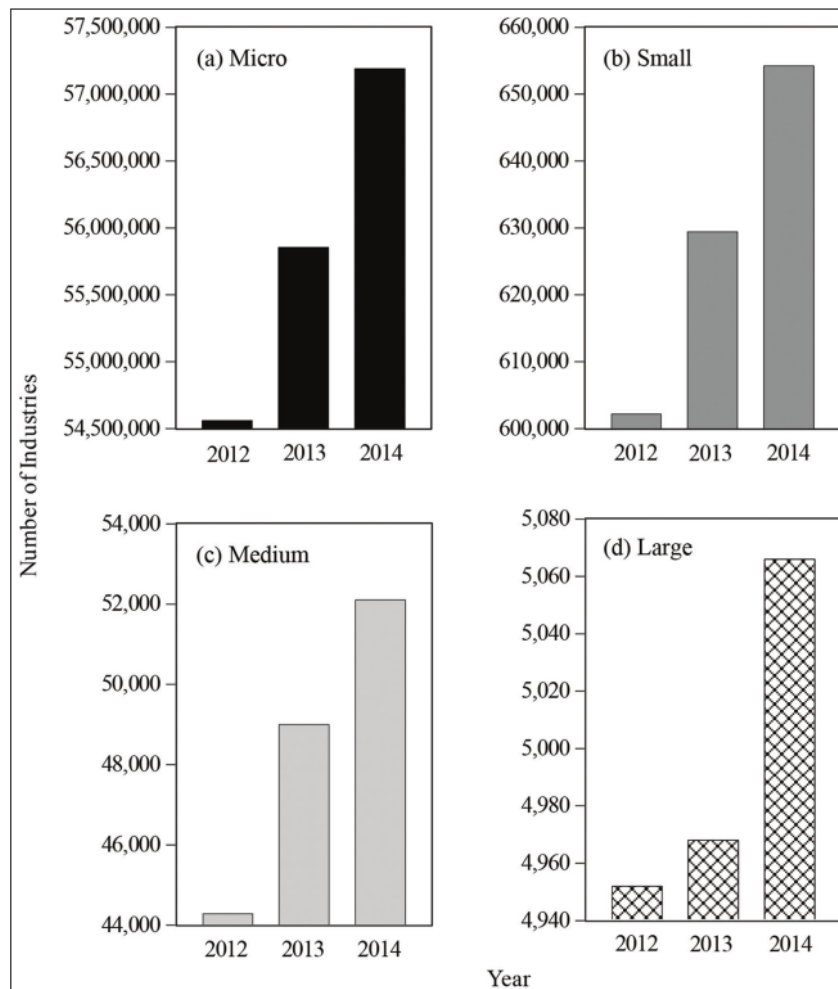 57,500,000
57,000,000
56,500,000
56,000,000
55,500,000
55,000,000
54,500,000
(a) Micro
2012 2013 2014
660,000
650,000
640,000
630,000
620,000
610,000
600,000
(b) Small
2012 2013 2014
Number of Industries
54,000
52,000
50,000
48,000
46,000
44,000
(c) Medium
2012 2013 2014
5,080
5,060
5,040
5,020
5,000
4,980
4,960
4,940
(d) Large
2012 2013 2014
Year